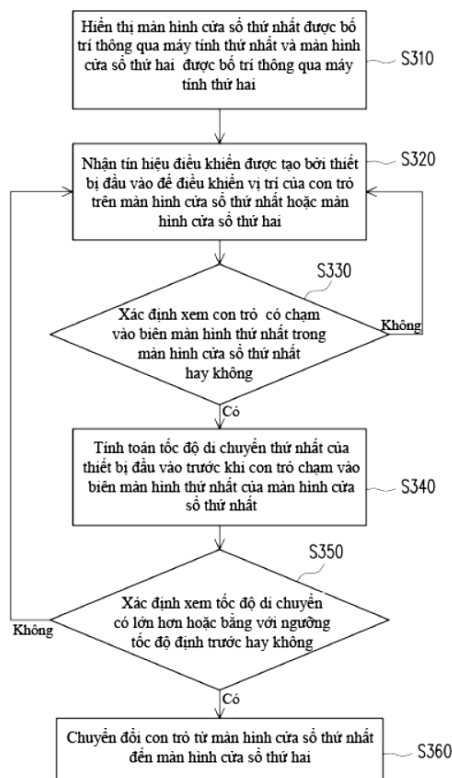 Hiển thị màn hình cửa sổ thứ nhất được bố
trí thông qua máy tính thứ nhất và màn hình
cửa sổ thứ hai được bố trí thông qua máy
tính thứ hai
S310
Nhận tín hiệu điều khiển được tạo bởi thiết
bị đầu vào để điều khiển vị trí của con trỏ
trên màn hình cửa sổ thứ nhất hoặc màn
hình cửa sổ thứ hai
S320
S330
Xác định xem con trỏ có chạm
vào biên màn hình thứ nhất trong
màn hình cửa sổ thứ nhất
hay không
Không
Có
Tính toán tốc độ di chuyển thứ nhất của
thiết bị đầu vào trước khi con trỏ chạm vào
biên màn hình thứ nhất của màn hình cửa
sổ thứ nhất
S340
S350
Xác định xem tốc độ di chuyển
có lớn hơn hoặc bằng với ngưỡng
tốc độ định trước hay không
Không
Có
Chuyển đổi con trỏ từ màn hình cửa sổ thứ nhất
đến màn hình cửa sổ thứ hai
S360